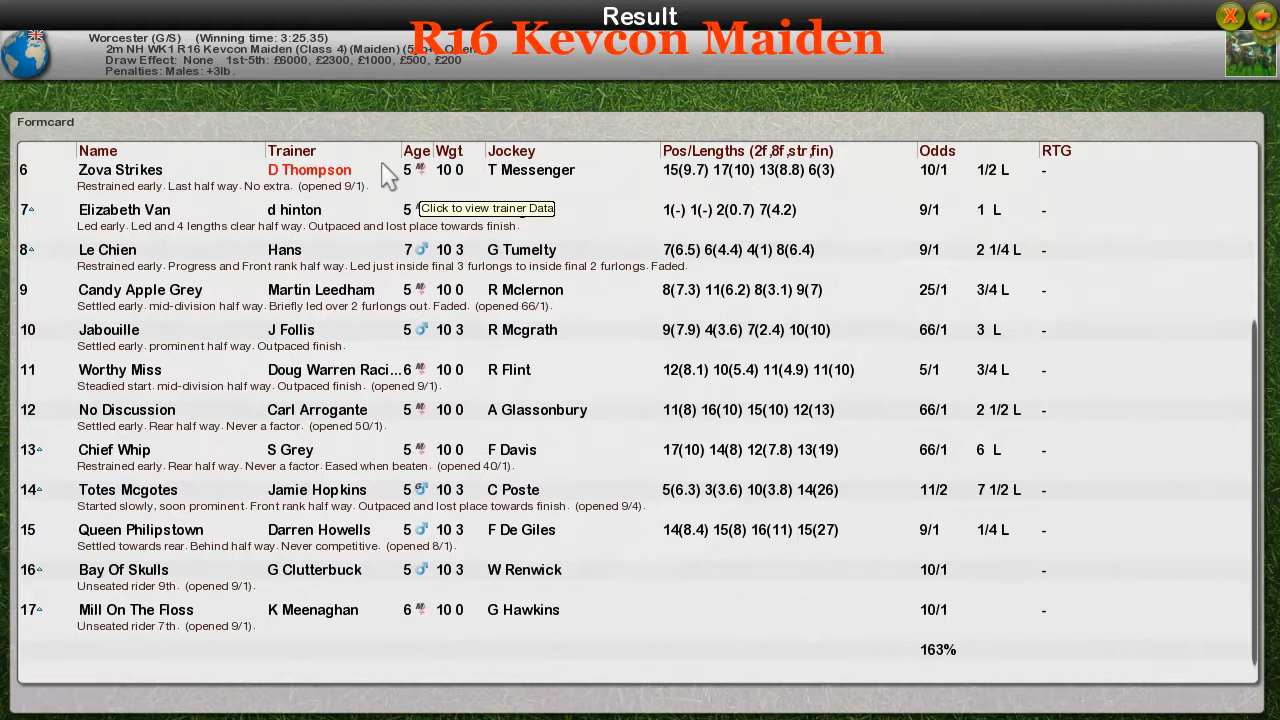 Result
R16 Kevcon Maiden
Worcester (G/S) (Winning time: 3:25.35)
2m NH WK1 R16 Kevcon Maiden (Class 4) (Maiden)
Draw Effect: None 1st-5th: £6000, £2300, £1000, £500, £200
Penalties: Males: +3lb.
Formcard
Name Trainer Age Wgt Jockey Pos/Lengths (2f,8f,str,fin) Odds RTG
6 Zova Strikes D Thompson 5 10 0 T Messenger 15(9.7) 17(10) 13(8.8) 6(3) 10/1 1/2 L -
Restrained early. Last half way. No extra. (opened 9/1).
7 Elizabeth Van d hinton 5 1(-) 1(-) 2(0.7) 7(4.2) 9/1 1 L -
Click to view trainer Data
Led early. Led and 4 lengths clear half way. Outpaced and lost place towards finish.
8 Le Chien Hans 7 10 3 G Tumelty 7(6.5) 6(4.4) 4(1) 8(6.4) 9/1 2 1/4 L -
Restrained early. Progress and Front rank half way. Led just inside final 3 furlongs to inside final 2 furlongs. Faded.
9 Candy Apple Grey Martin Leedham 5 10 0 R Mclernon 8(7.3) 11(6.2) 8(3.1) 9(7) 25/1 3/4 L -
Settled early. mid-division half way. Briefly led over 2 furlongs out. Faded. (opened 66/1).
10 Jabouille J Follis 5 10 3 R Mcgrath 9(7.9) 4(3.6) 7(2.4) 10(10) 66/1 3 L -
Settled early. prominent half way. Outpaced finish.
11 Worthy Miss Doug Warren Raci... 6 10 0 R Flint 12(8.1) 10(5.4) 11(4.9) 11(10) 5/1 3/4 L -
Steadied start. mid-division half way. Outpaced finish. (opened 9/1).
12 No Discussion Carl Arrogante 5 10 0 A Glassonbury 11(8) 16(10) 15(10) 12(13) 66/1 2 1/2 L -
Settled early. Rear half way. Never a factor. (opened 50/1).
13 Chief Whip S Grey 5 10 0 F Davis 17(10) 14(8) 12(7.8) 13(19) 66/1 6 L -
Restrained early. Rear half way. Never a factor. Eased when beaten. (opened 40/1).
14 Totes Mcgotes Jamie Hopkins 5 10 3 C Poste 5(6.3) 3(3.6) 10(3.8) 14(26) 11/2 7 1/2 L -
Started slowly, soon prominent. Front rank half way. Outpaced and lost place towards finish. (opened 9/4).
15 Queen Philipstown Darren Howells 5 10 3 F De Giles 14(8.4) 15(8) 16(11) 15(27) 9/1 1/4 L -
Settled towards rear. Behind half way. Never competitive. (opened 8/1).
16 Bay Of Skulls G Clutterbuck 5 10 3 W Renwick 10/1 -
Unseated rider 9th. (opened 9/1).
17 Mill On The Floss K Meenaghan 6 10 0 G Hawkins 10/1 -
Unseated rider 7th. (opened 9/1).
163%